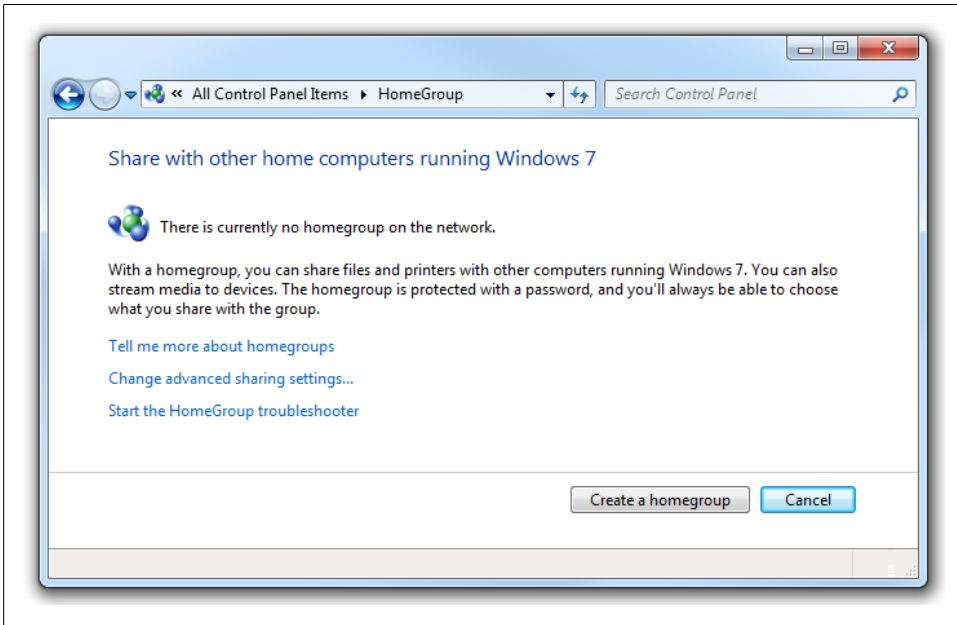 « All Control Panel Items ▸ HomeGroup
Search Control Panel
Share with other home computers running Windows 7
There is currently no homegroup on the network.
With a homegroup, you can share files and printers with other computers running Windows 7. You can also
stream media to devices. The homegroup is protected with a password, and you'll always be able to choose
what you share with the group.
Tell me more about homegroups
Change advanced sharing settings...
Start the HomeGroup troubleshooter
Create a homegroup
Cancel